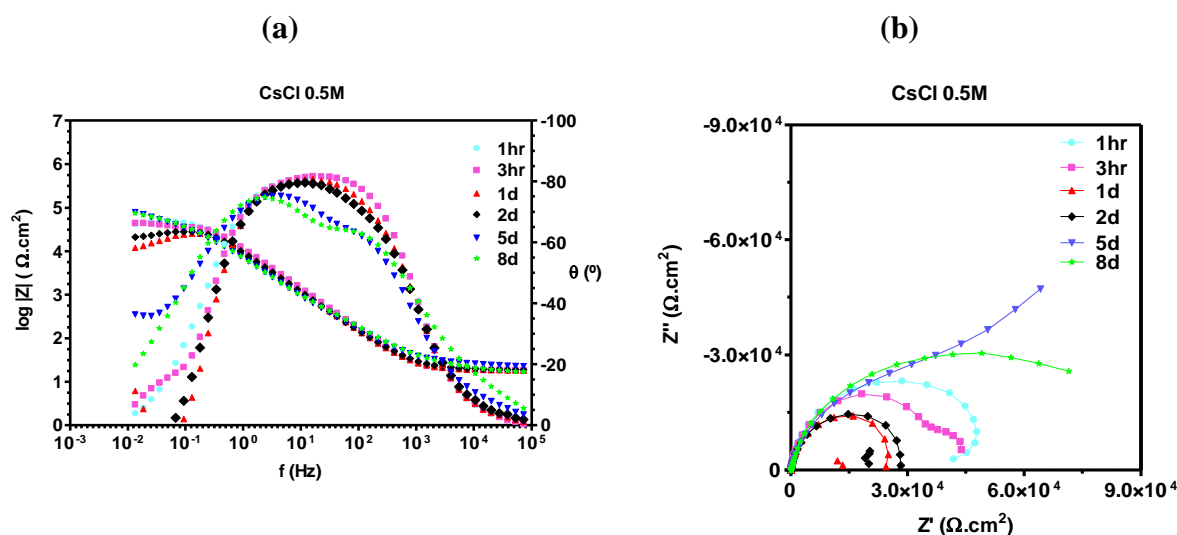 (a)
CsCl 0.5M
log |Z| ( Ω.cm²)
7
6
5
4
3
2
1
0
-100
-80
-60
-40
-20
0
θ (º)
10⁻³ 10⁻² 10⁻¹ 10⁰ 10¹ 10² 10³ 10⁴ 10⁵
f (Hz)
1hr
3hr
1d
2d
5d
8d
(b)
CsCl 0.5M
Z'' (Ω.cm2)
-9.0×10⁴
-6.0×10⁴
-3.0×10⁴
0
0 3.0×10⁴ 6.0×10⁴ 9.0×10⁴
Z' (Ω.cm²)
1hr
3hr
1d
2d
5d
8d